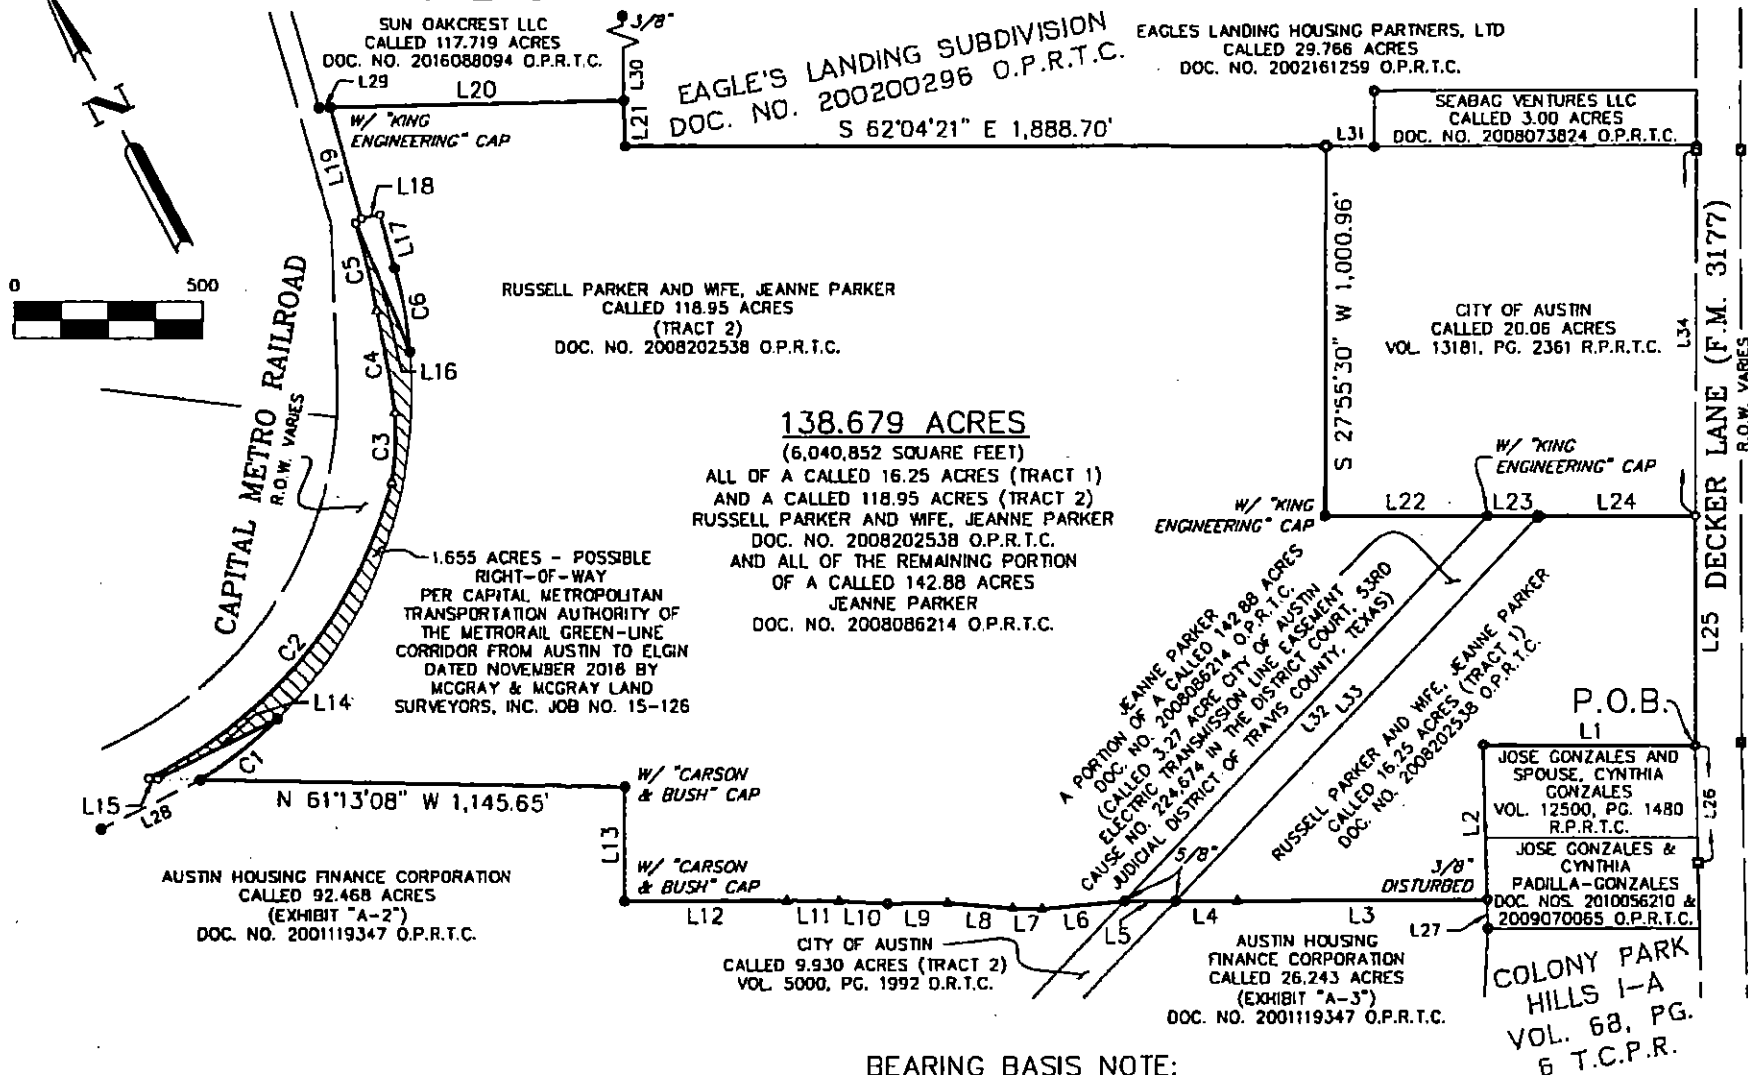 SUN OAKCREST LLC
CALLED 117.719 ACRES
DOC. NO. 2016088094 O.P.R.T.C.
3/8"
EAGLE'S LANDING SUBDIVISION
DOC. NO. 200200296 O.P.R.T.C.
EAGLES LANDING HOUSING PARTNERS, LTD
CALLED 29.766 ACRES
DOC. NO. 2002161259 O.P.R.T.C.
N
L29
L20
L30
L21
W/ "KING
ENGINEERING" CAP
S 62°04'21" E 1,888.70'
L31
SEABAG VENTURES LLC
CALLED 3.00 ACRES
DOC. NO. 2008073824 O.P.R.T.C.
L19
L18
L17
C5
C6
L16
C4
C3
0 500
CAPITAL METRO RAILROAD
R.O.W. VARIES
RUSSELL PARKER AND WIFE, JEANNE PARKER
CALLED 118.95 ACRES
(TRACT 2)
DOC. NO. 2008202538 O.P.R.T.C.
S 27°55'30" W 1,000.96'
CITY OF AUSTIN
CALLED 20.06 ACRES
VOL. 13181, PG. 2361 R.P.R.T.C.
L34
DECKER LANE (F.M. 3177)
R.O.W. VARIES
138.679 ACRES
(6,040,852 SQUARE FEET)
ALL OF A CALLED 16.25 ACRES (TRACT 1)
AND A CALLED 118.95 ACRES (TRACT 2)
RUSSELL PARKER AND WIFE, JEANNE PARKER
DOC. NO. 2008202538 O.P.R.T.C.
AND ALL OF THE REMAINING PORTION
OF A CALLED 142.88 ACRES
JEANNE PARKER
DOC. NO. 2008086214 O.P.R.T.C.
W/ "KING
ENGINEERING" CAP
W/ "KING
ENGINEERING" CAP
L22
L23
L24
1.655 ACRES - POSSIBLE
RIGHT-OF-WAY
PER CAPITAL METROPOLITAN
TRANSPORTATION AUTHORITY OF
THE METRORAIL GREEN-LINE
CORRIDOR FROM AUSTIN TO ELGIN
DATED NOVEMBER 2016 BY
MCGRAY & MCGRAY LAND
SURVEYORS, INC. JOB NO. 15-126
C2
L14
C1
L15
L28
N 61°13'08" W 1,145.65'
W/ "CARSON
& BUSH" CAP
L13
W/ "CARSON
& BUSH" CAP
JEANNE PARKER
A PORTION OF A CALLED 142.88 ACRES
DOC. NO. 2008086214 O.P.R.T.C.
(CALLED 3.27 ACRE CITY OF AUSTIN
ELECTRIC TRANSMISSION LINE EASEMENT
CAUSE NO. 224,674 IN THE DISTRICT COURT, 53RD
JUDICIAL DISTRICT OF TRAVIS COUNTY, TEXAS)
L32 L33
RUSSELL PARKER AND WIFE, JEANNE PARKER
CALLED 16.25 ACRES (TRACT 1)
DOC. NO. 2008202538 O.P.R.T.C.
L25
P.O.B.
L1
L2
L26
JOSE GONZALES AND
SPOUSE, CYNTHIA
GONZALES
VOL. 12500, PG. 1480
R.P.R.T.C.
JOSE GONZALES &
CYNTHIA
PADILLA-GONZALES
DOC. NOS. 2010056210 &
2009070065 O.P.R.T.C.
3/8"
DISTURBED
5/8"
L12
L11
L10
L9
L8
L7
L6
L5
L4
L3
L27
AUSTIN HOUSING FINANCE CORPORATION
CALLED 92.468 ACRES
(EXHIBIT "A-2")
DOC. NO. 2001119347 O.P.R.T.C.
CITY OF AUSTIN
CALLED 9.930 ACRES (TRACT 2)
VOL. 5000, PG. 1992 D.R.T.C.
AUSTIN HOUSING
FINANCE CORPORATION
CALLED 26.243 ACRES
(EXHIBIT "A-3")
DOC. NO. 2001119347 O.P.R.T.C.
COLONY PARK
HILLS 1-A
VOL. 68, PG.
6 T.C.P.R.
BEARING BASIS NOTE: